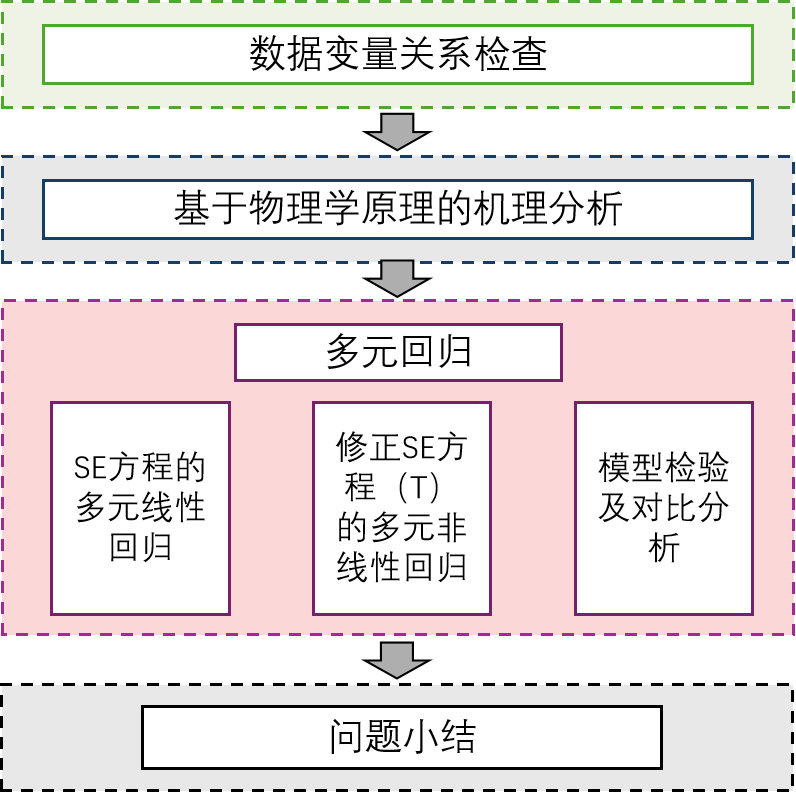 数据变量关系检查
基于物理学原理的机理分析
多元回归
SE方程的
多元线性
回归
修正SE方
程（T）
的多元非
线性回归
模型检验
及对比分
析
问题小结